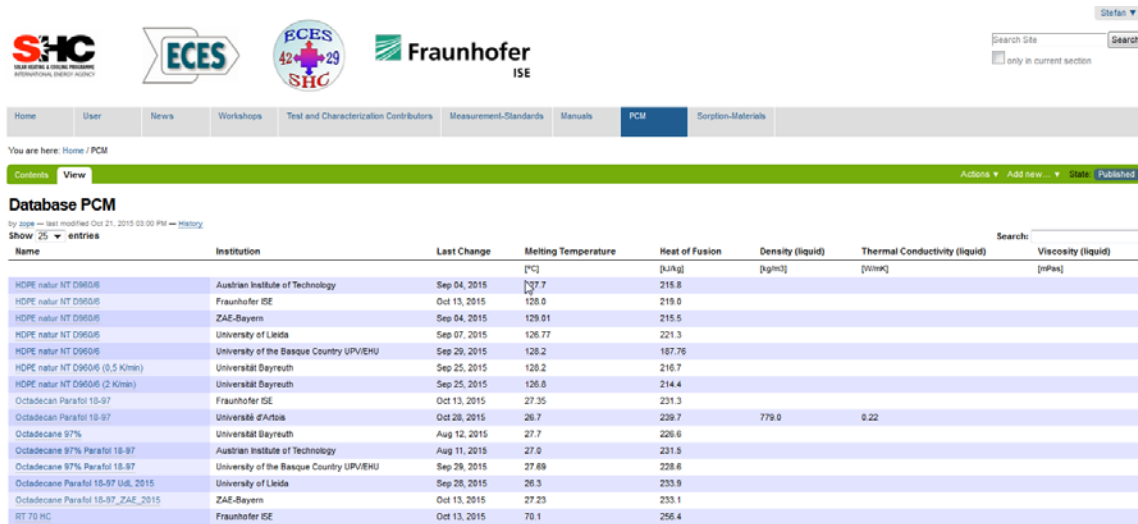 Stefan ▼
SHC
SOLAR HEATING & COOLING PROGRAMME
INTERNATIONAL ENERGY AGENCY
ECES
ECES
42 29
SHC
Fraunhofer
ISE
Search Site Search
only in current section
Home User News Workshops Test and Characterization Contributors Measurement-Standards Manuals PCM Sorption-Materials
You are here: Home / PCM
Contents View Actions ▼ Add new... ▼ State: Published
Database PCM
by zope — last modified Oct 21, 2015 03:00 PM — History
Show 25 entries Search:
Name Institution Last Change Melting Temperature Heat of Fusion Density (liquid) Thermal Conductivity (liquid) Viscosity (liquid)
[°C] [kJ/kg] [kg/m3] [W/mK] [mPas]
HDPE natur NT D960/6 Austrian Institute of Technology Sep 04, 2015 215.8
HDPE natur NT D960/6 Fraunhofer ISE Oct 13, 2015 128.0 219.0
HDPE natur NT D960/6 ZAE-Bayern Sep 04, 2015 129.01 215.5
HDPE natur NT D960/6 University of Lleida Sep 07, 2015 126.77 221.3
HDPE natur NT D960/6 University of the Basque Country UPV/EHU Sep 29, 2015 128.2 187.76
HDPE natur NT D960/6 (0,5 K/min) Universität Bayreuth Sep 25, 2015 128.2 216.7
HDPE natur NT D960/6 (2 K/min) Universität Bayreuth Sep 25, 2015 126.8 214.4
Octadecan Parafol 18-97 Fraunhofer ISE Oct 13, 2015 27.35 231.3
Octadecan Parafol 18-97 Université d'Artois Oct 28, 2015 26.7 239.7 779.0 0.22
Octadecane 97% Universität Bayreuth Aug 12, 2015 27.7 226.6
Octadecane 97% Parafol 18-97 Austrian Institute of Technology Aug 11, 2015 27.0 231.5
Octadecane 97% Parafol 18-97 University of the Basque Country UPV/EHU Sep 29, 2015 27.69 228.6
Octadecane Parafol 18-97 UdL 2015 University of Lleida Sep 28, 2015 26.3 233.9
Octadecane Parafol 18-97_ZAE_2015 ZAE-Bayern Oct 13, 2015 27.23 233.1
RT 70 HC Fraunhofer ISE Oct 13, 2015 70.1 256.4